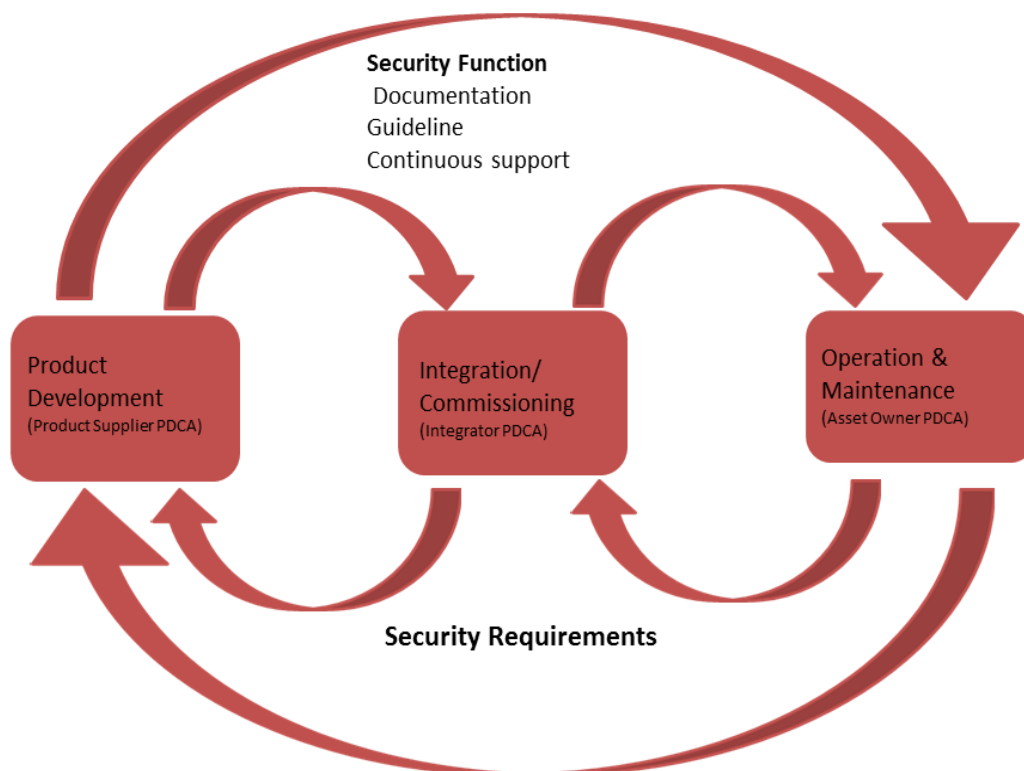 Security Function
Documentation
Guideline
Continuous support
Product
Development
(Product Supplier PDCA)
Integration/
Commissioning
(Integrator PDCA)
Operation &
Maintenance
(Asset Owner PDCA)
Security Requirements